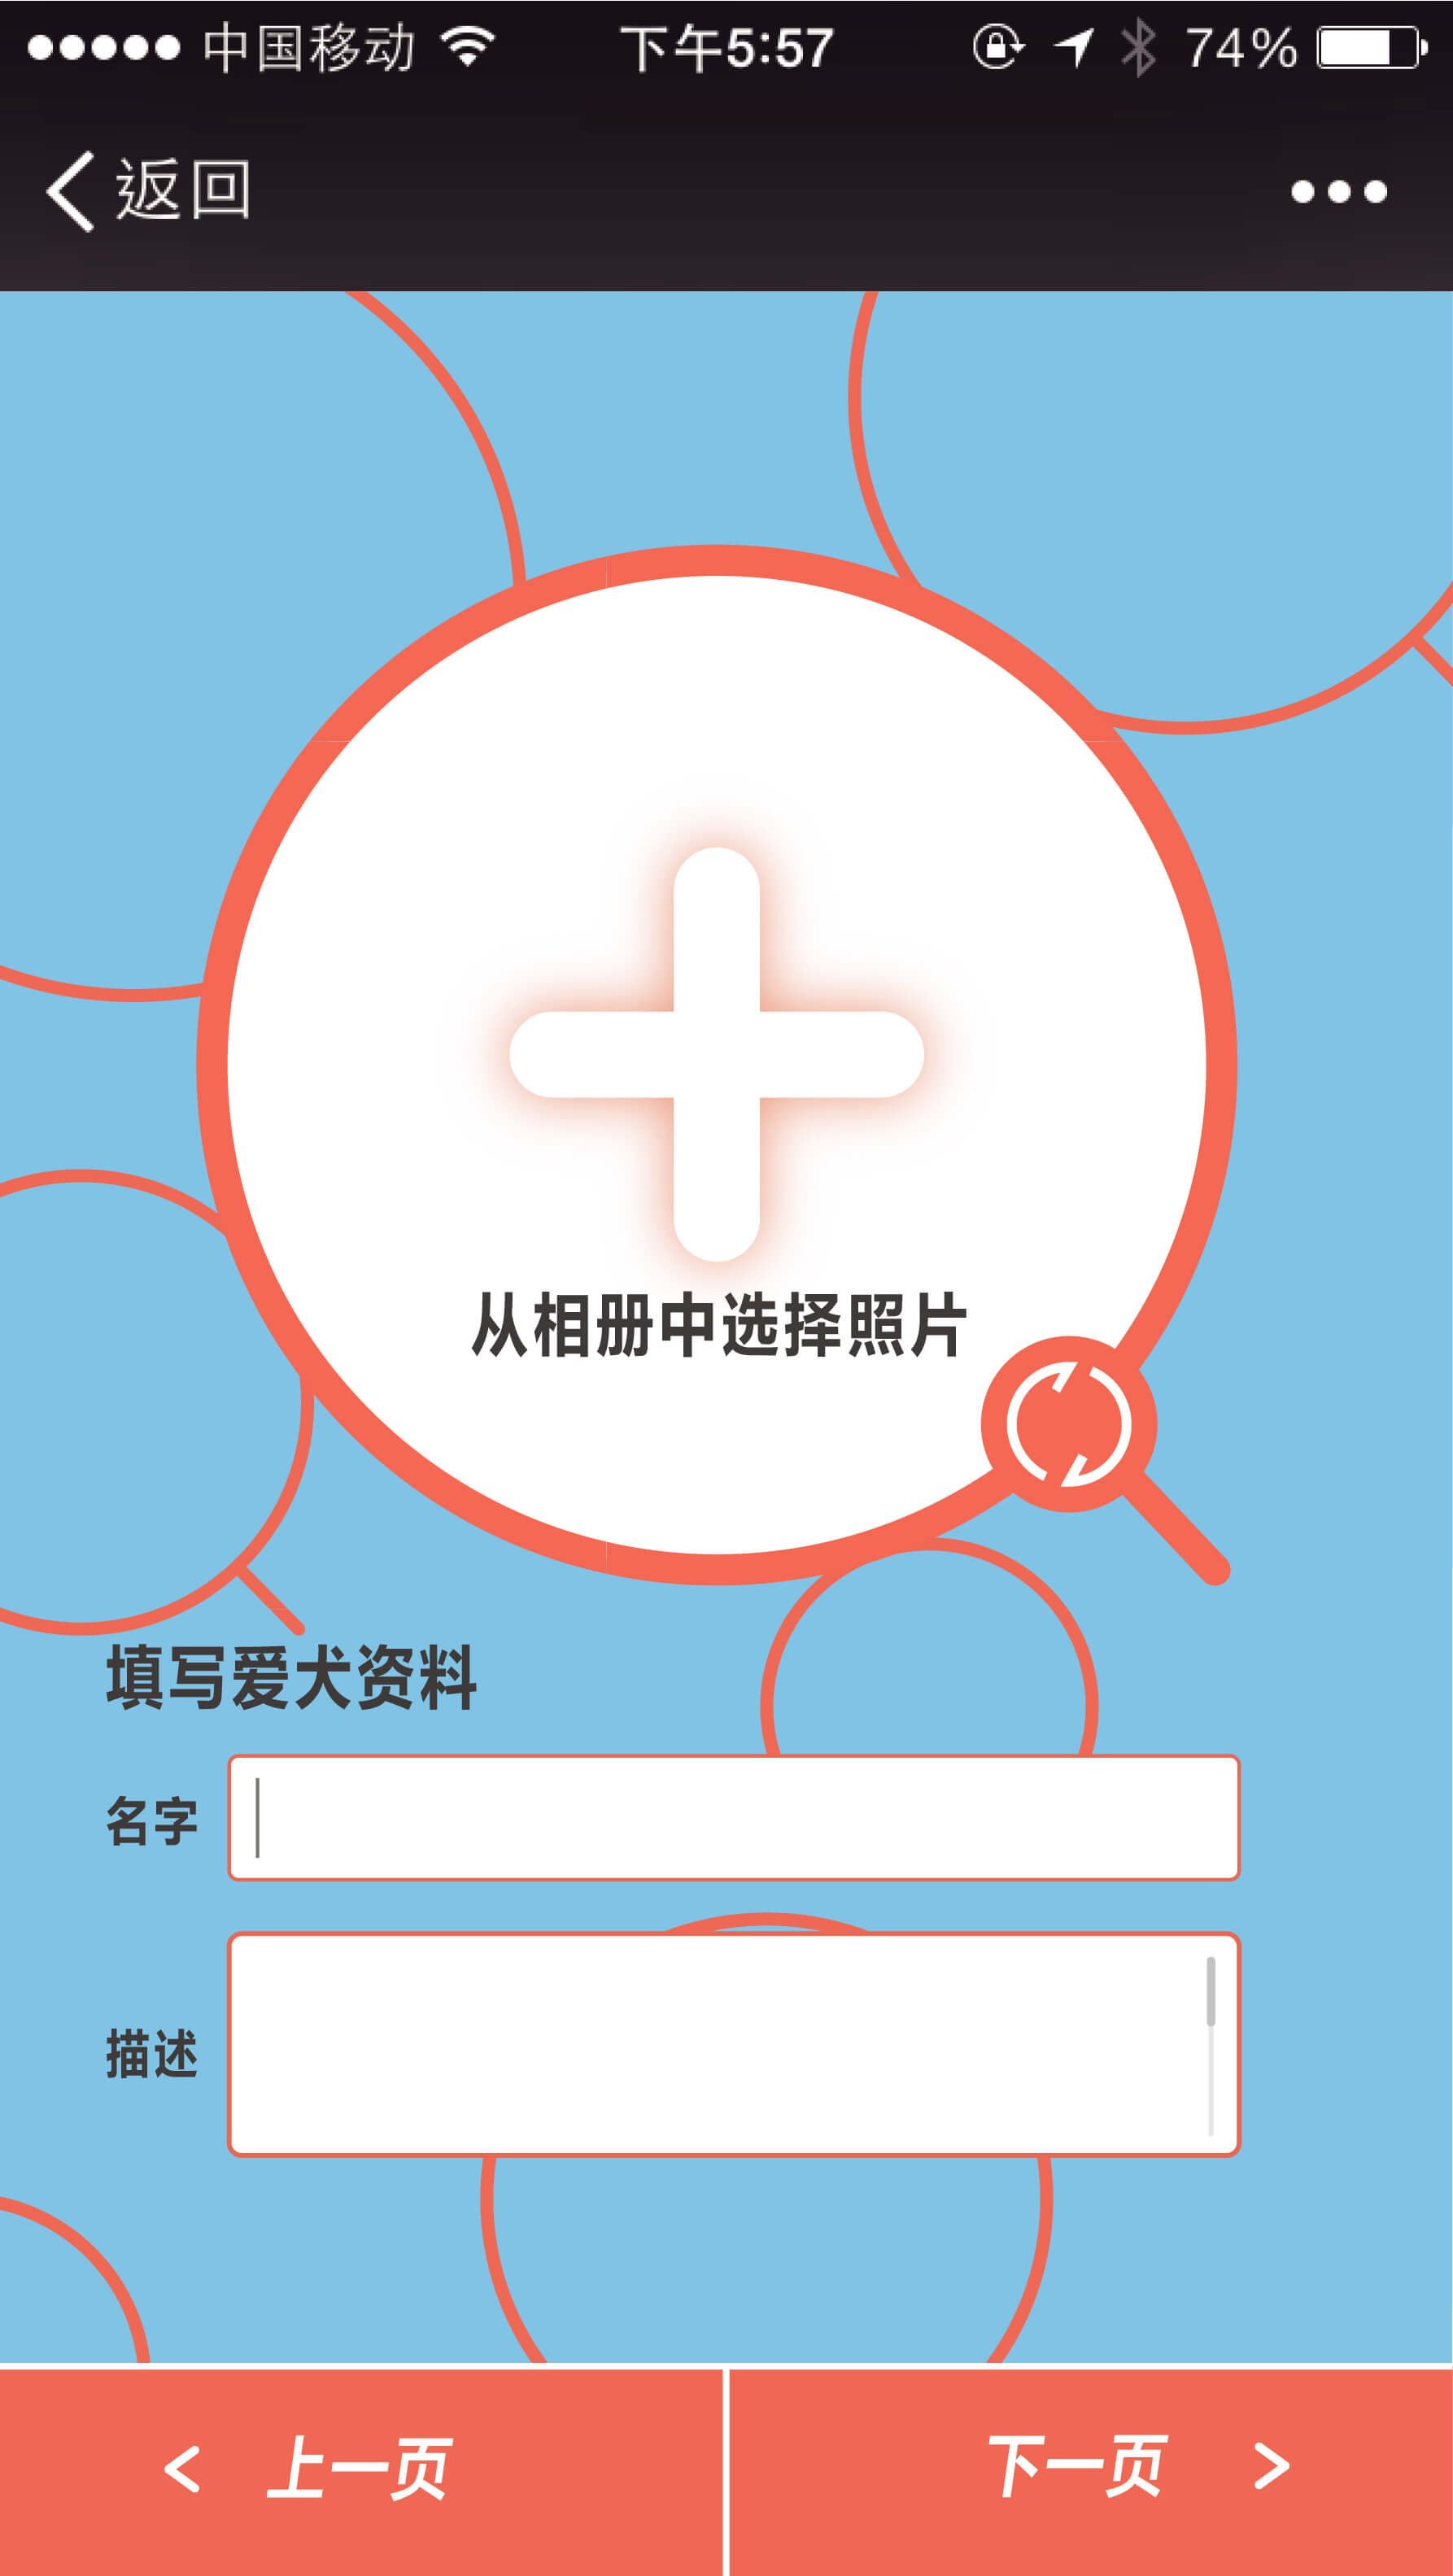 中国移动 下午5:57 74%
返回
从相册中选择照片
填写爱犬资料
名字
描述
上一页 下一页